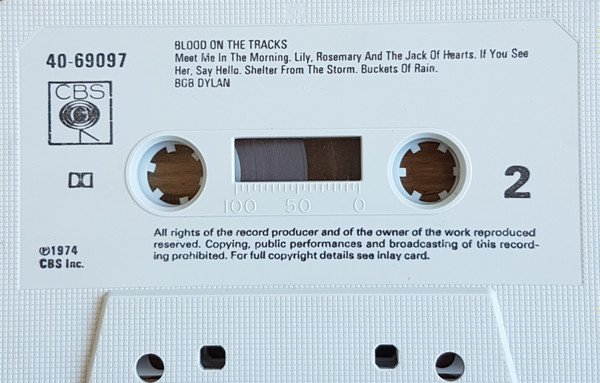 BLOOD ON THE TRACKS
40-69097
Meet Me In The Morning. Lily, Rosemary And The Jack Of Hearts. If You See
Her, Say Hello. Shelter From The Storm. Buckets Of Rain.
BOB DYLAN
CBS
2
100 50 0
All rights of the record producer and of the owner of the work reproduced
reserved. Copying, public performances and broadcasting of this record-
ing prohibited. For full copyright details see inlay card.
℗1974
CBS Inc.